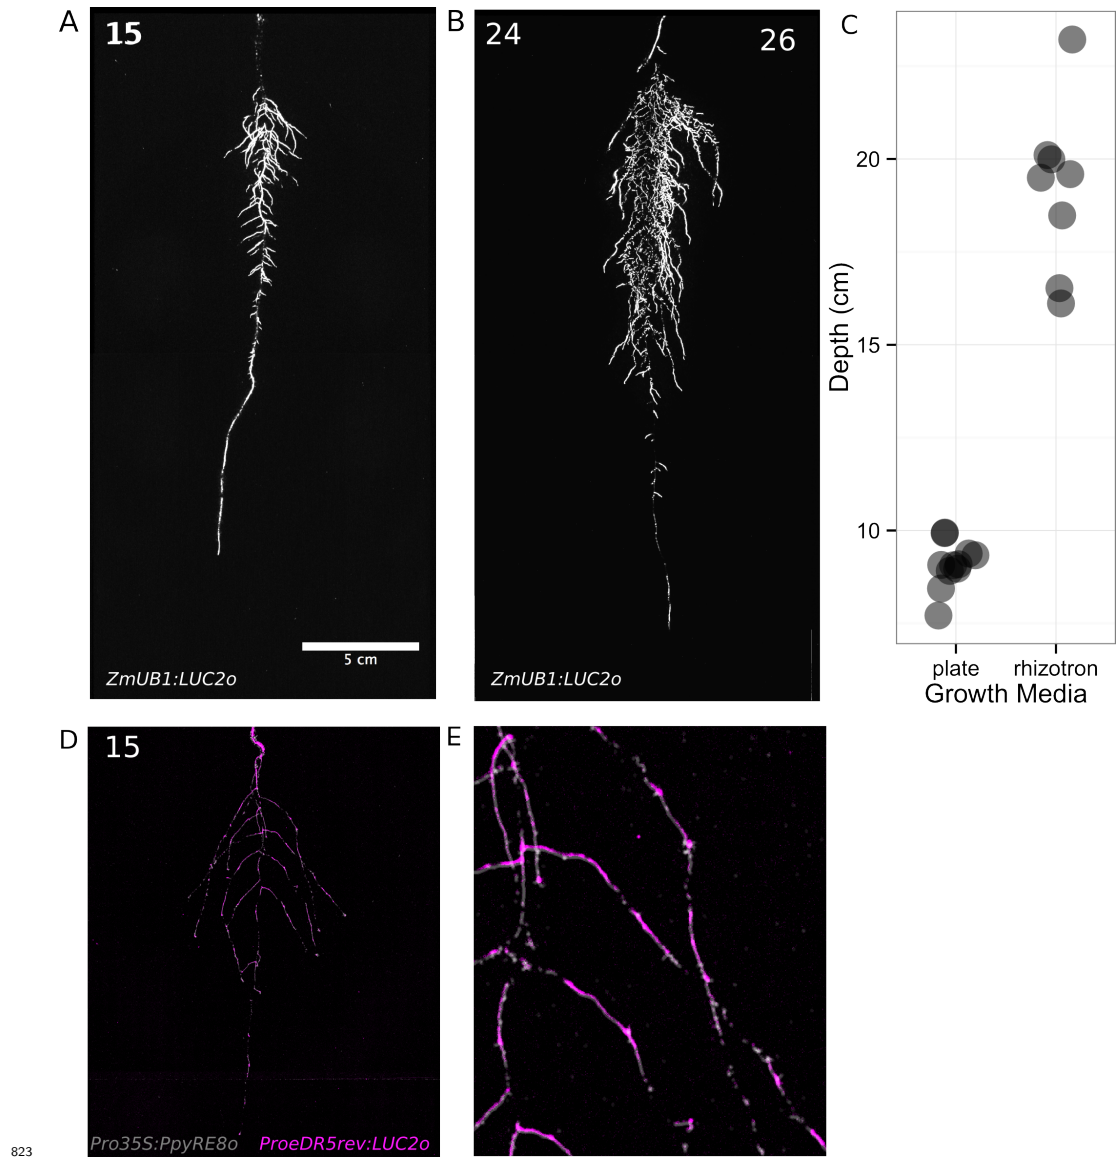 A
15
5 cm
ZmUB1:LUC2o
B
24
26
ZmUB1:LUC2o
C
20
15
10
Depth (cm)
plate
rhizotron
Growth Media
D
15
Pro35S:PpyRE8o
ProeDR5rev:LUC2o
E
823